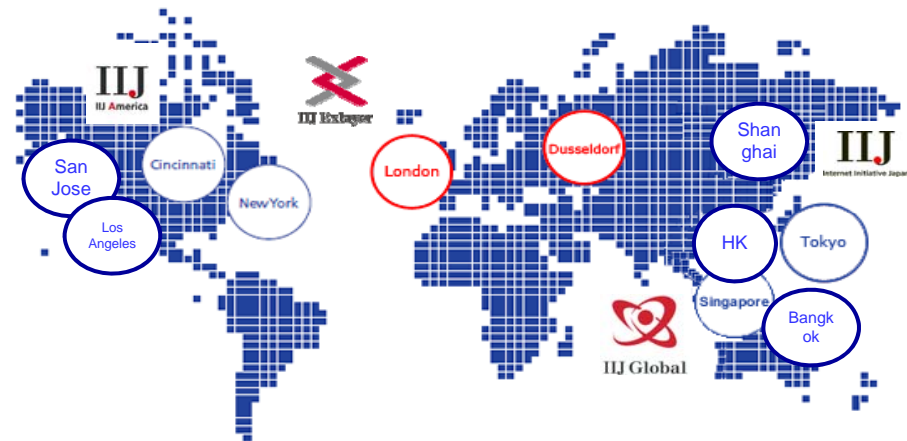 IIJ
IIJ America
IIJ Exlayer
San
Jose
Cincinnati
NewYork
Los
Angeles
London
Dusseldorf
Shan
ghai
IIJ
Internet Initiative Japan
HK
Tokyo
Singapore
Bangk
ok
IIJ Global